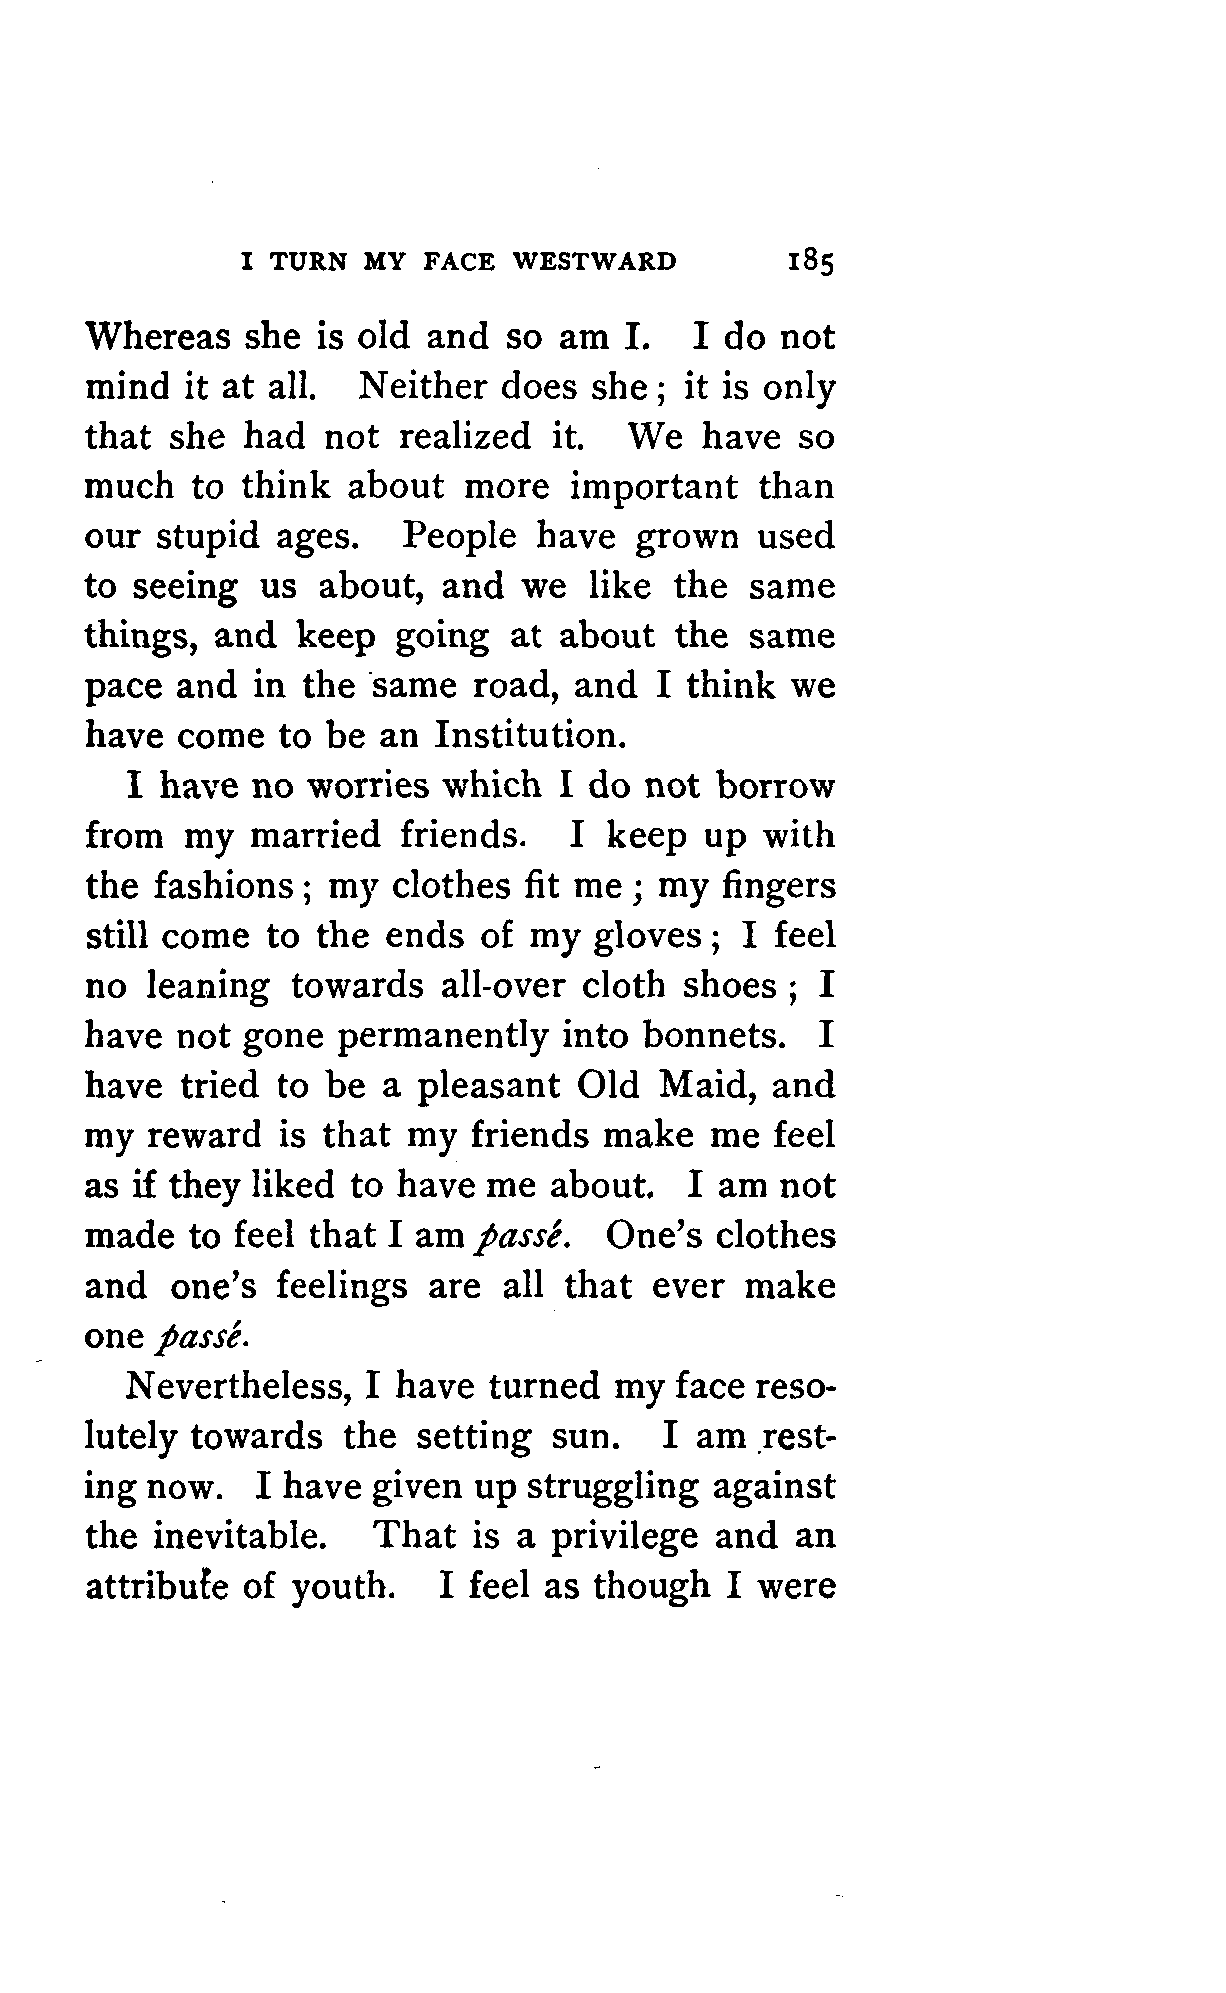 I TURN MY FACE WESTWARD 185
Whereas she is old and so am I. I do not
mind it at all. Neither does she; it is only
that she had not realized it. We have so
much to think about more important than
our stupid ages. People have grown used
to seeing us about, and we like the same
things, and keep going at about the same
pace and in the same road, and I think we
have come to be an Institution.
I have no worries which I do not borrow
from my married friends. I keep up with
the fashions; my clothes fit me; my fingers
still come to the ends of my gloves; I feel
no leaning towards all-over cloth shoes; I
have not gone permanently into bonnets. I
have tried to be a pleasant Old Maid, and
my reward is that my friends make me feel
as if they liked to have me about. I am not
made to feel that I am passé. One's clothes
and one's feelings are all that ever make
one passé.
Nevertheless, I have turned my face reso-
lutely towards the setting sun. I am rest-
ing now. I have given up struggling against
the inevitable. That is a privilege and an
attribute of youth. I feel as though I were